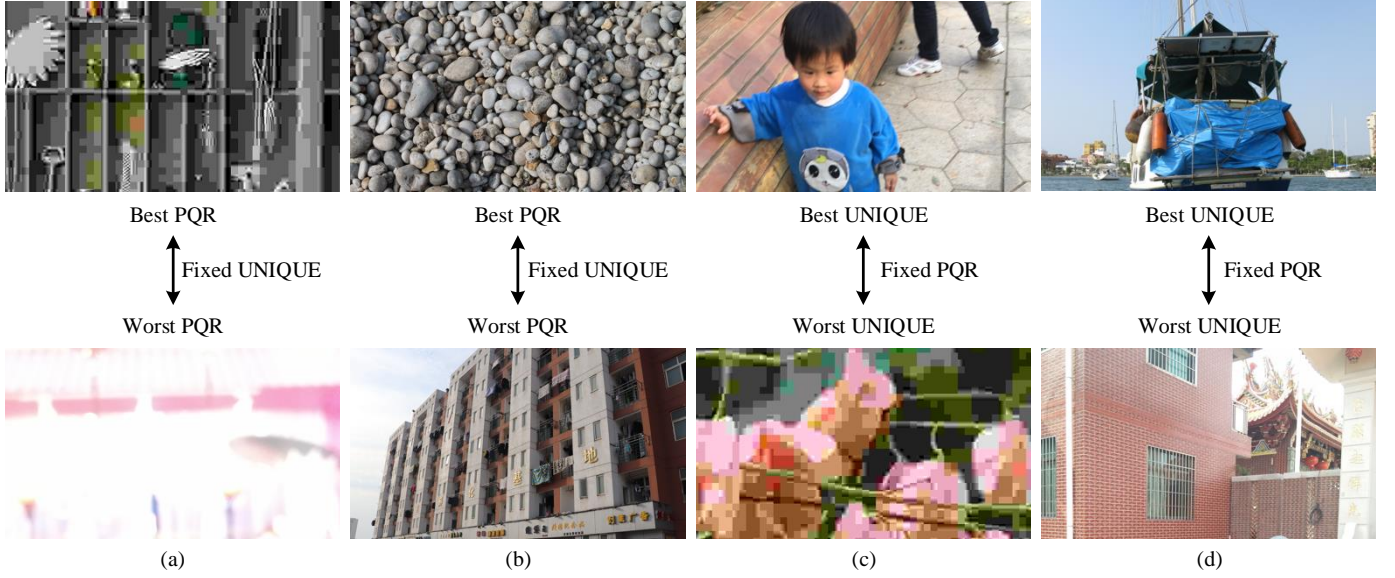 Best PQR
Best PQR
Best UNIQUE
Best UNIQUE
Fixed UNIQUE
Fixed UNIQUE
Fixed PQR
Fixed PQR
Worst PQR
Worst PQR
Worst UNIQUE
Worst UNIQUE
地
(a)
(b)
(c)
(d)